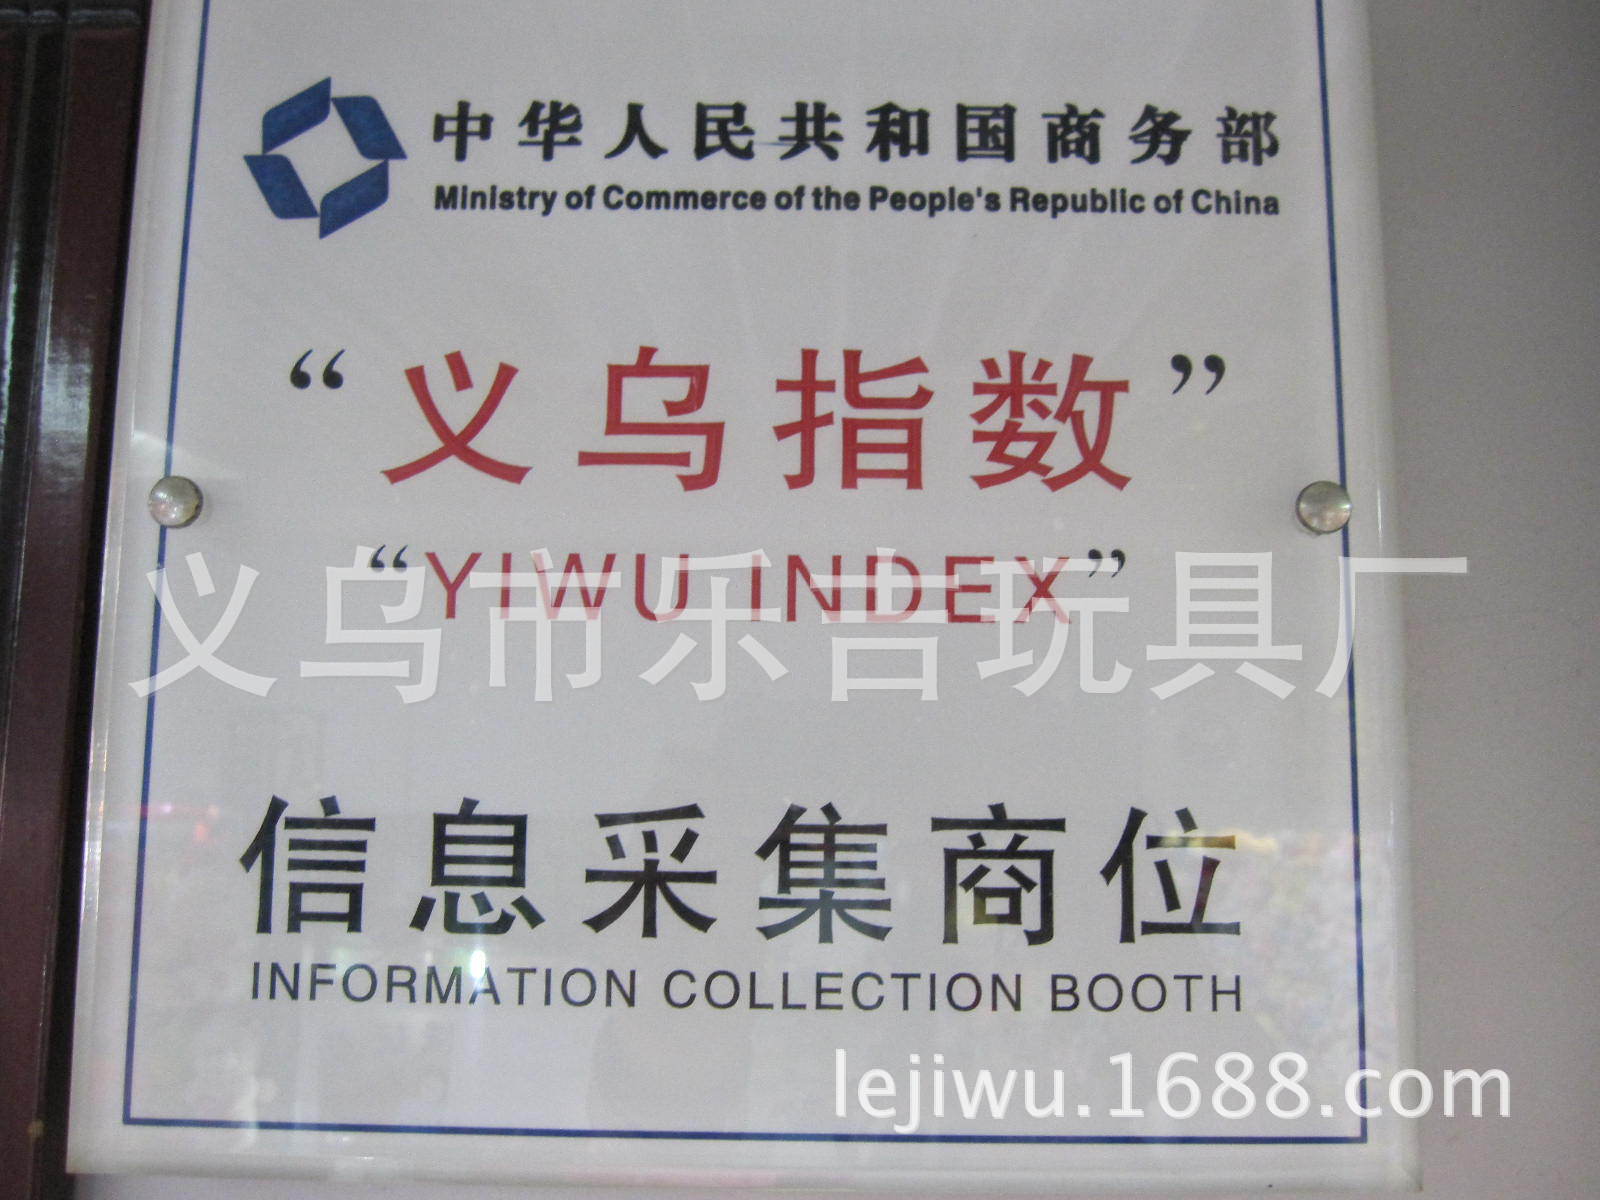 中华人民共和国商务部
Ministry of Commerce of the People's Republic of China
“义乌指数”
“YIWU INDEX”
义乌市乐吉玩具厂
信息采集商位
INFORMATION COLLECTION BOOTH
lejiwu.1688.com